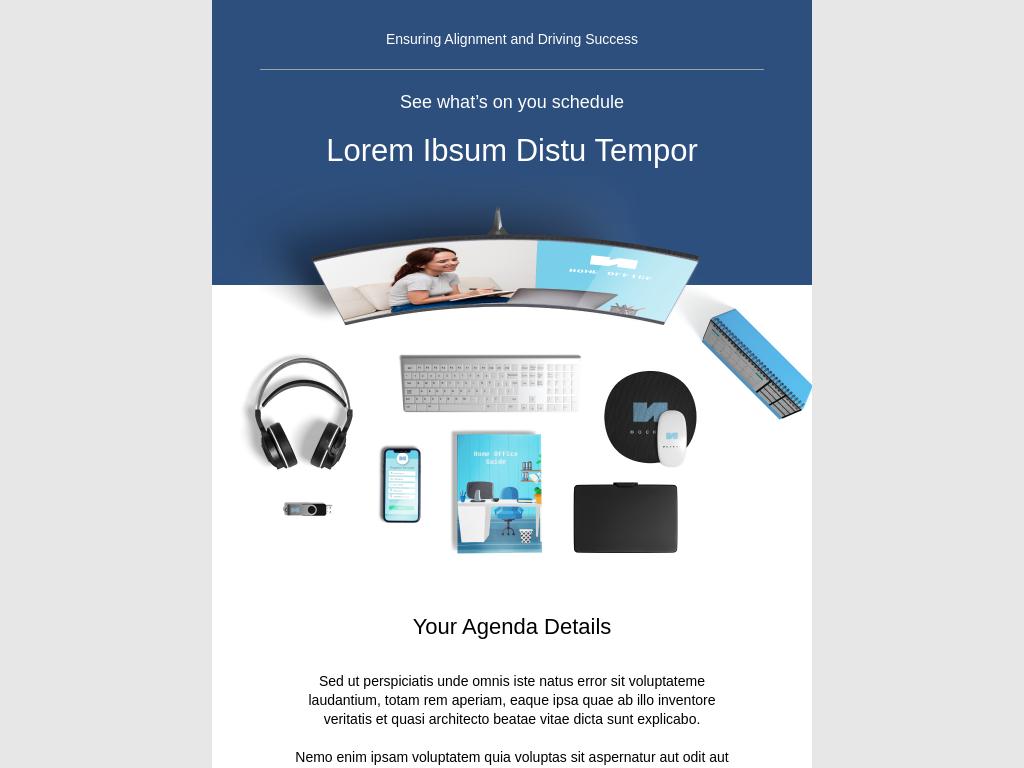 Ensuring Alignment and Driving Success
See what’s on you schedule
Lorem Ibsum Distu Tempor
HOME OFFICE
Home Office
Guide
Your Agenda Details
Sed ut perspiciatis unde omnis iste natus error sit voluptateme
laudantium, totam rem aperiam, eaque ipsa quae ab illo inventore
veritatis et quasi architecto beatae vitae dicta sunt explicabo.
Nemo enim ipsam voluptatem quia voluptas sit aspernatur aut odit aut